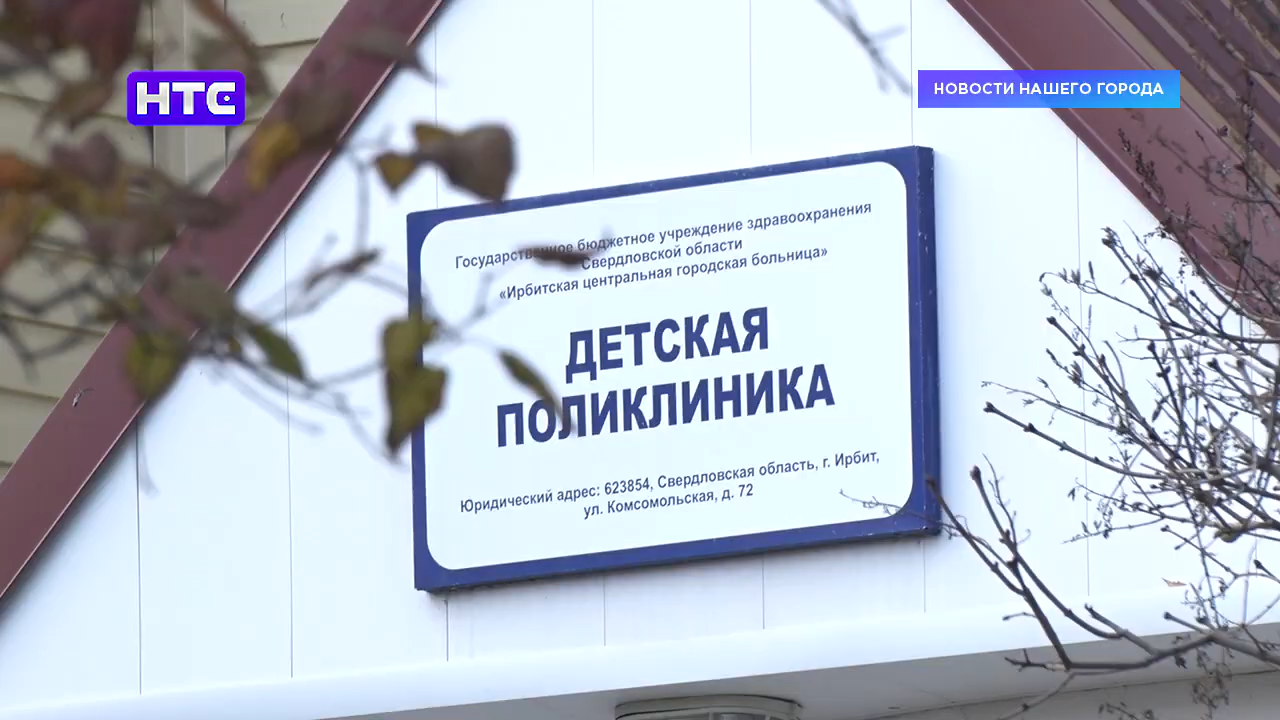 НТС
НОВОСТИ НАШЕГО ГОРОДА
Государственное бюджетное учреждение здравоохранения
Свердловской области
«Ирбитская центральная городская больница»
ДЕТСКАЯ
ПОЛИКЛИНИКА
Юридический адрес: 623854, Свердловская область, г. Ирбит,
ул. Комсомольская, д. 72